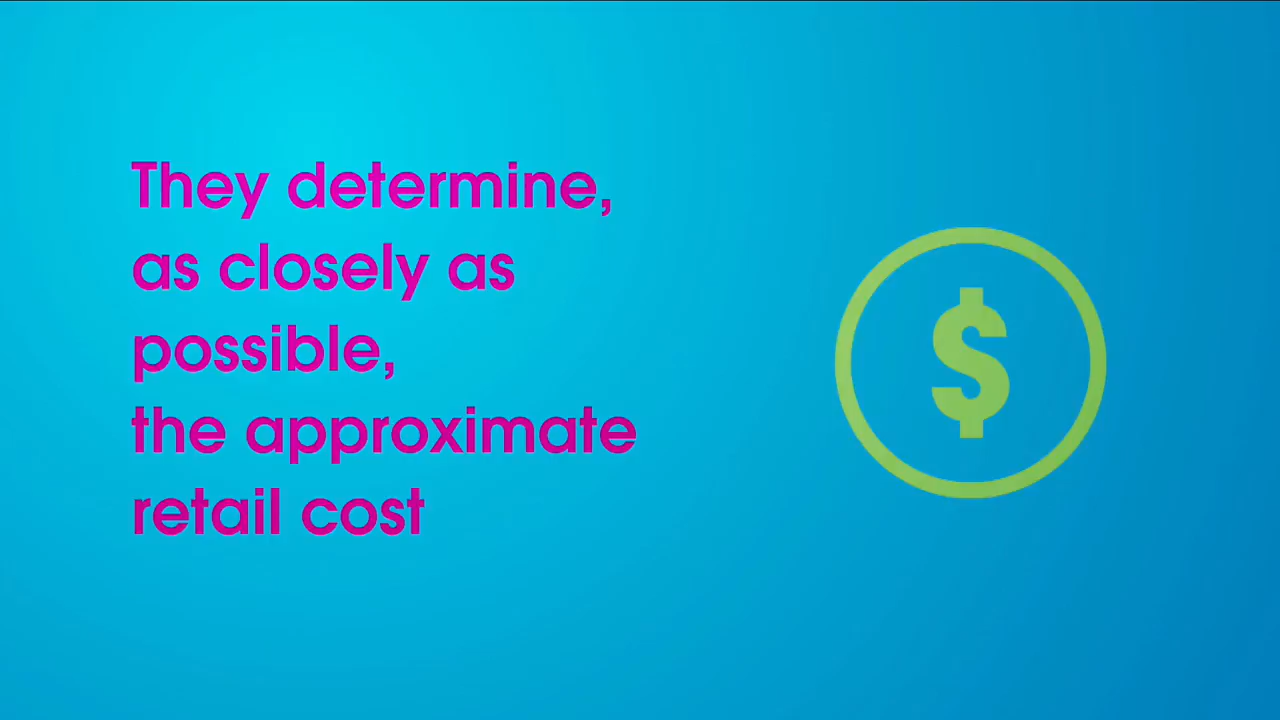 They determine,
as closely as
possible,
the approximate
retail cost
$